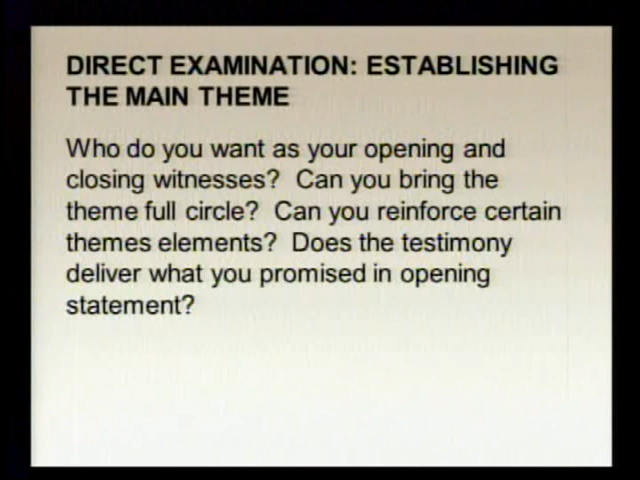 DIRECT EXAMINATION: ESTABLISHING
THE MAIN THEME
Who do you want as your opening and
closing witnesses? Can you bring the
theme full circle? Can you reinforce certain
themes elements? Does the testimony
deliver what you promised in opening
statement?